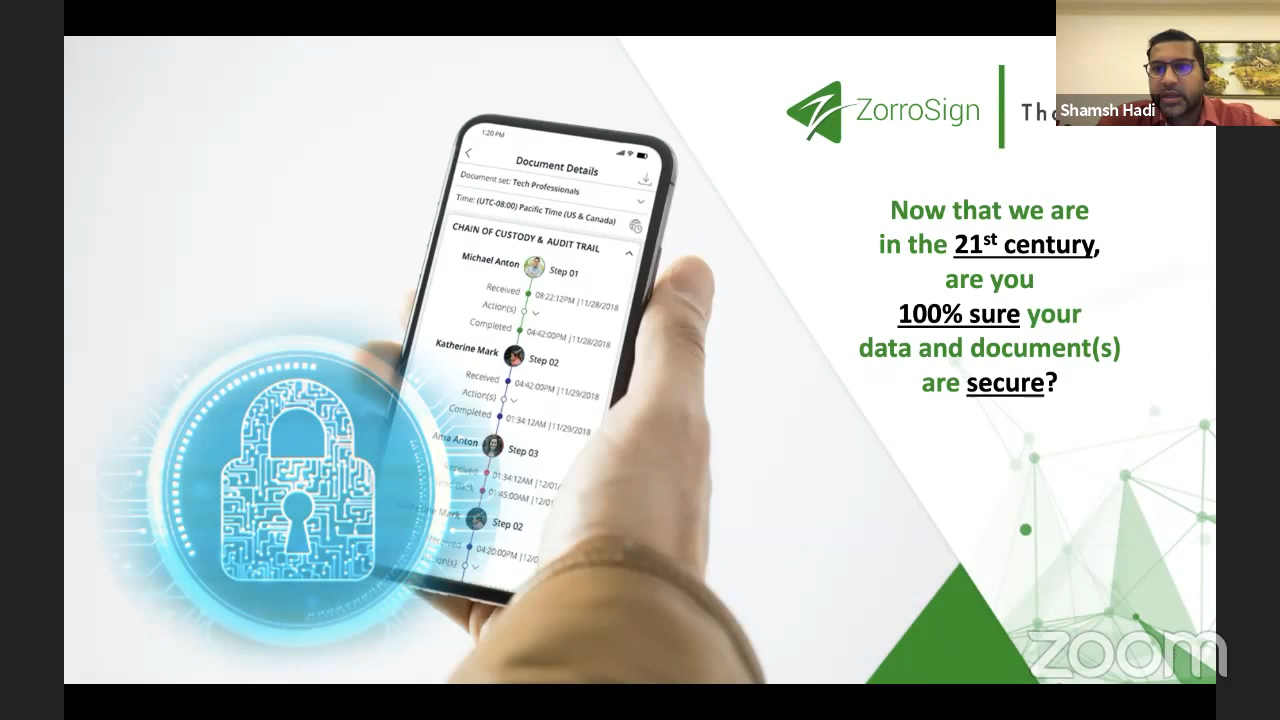 ZorroSign
Shamsh Hadi
Now that we are
in the 21st century,
are you
100% sure your
data and document(s)
are secure?
1:20 PM
Document Details
Document set: Tech Professionals
Time: (UTC-08:00) Pacific Time (US & Canada)
CHAIN OF CUSTODY & AUDIT TRAIL
Michael Anton Step 01
Received 08:22:12PM |11/28/2018
Action(s)
Completed 04:42:00PM |11/28/2018
Katherine Mark Step 02
Received 04:42:00PM |11/29/2018
Action(s)
Completed 01:34:12AM |11/29/2018
Anton Step 03
Received 01:34:12AM |12/01/
Back 01:45:00AM |12/01
Mark Step 02
04:20:00PM |12/0
zoom